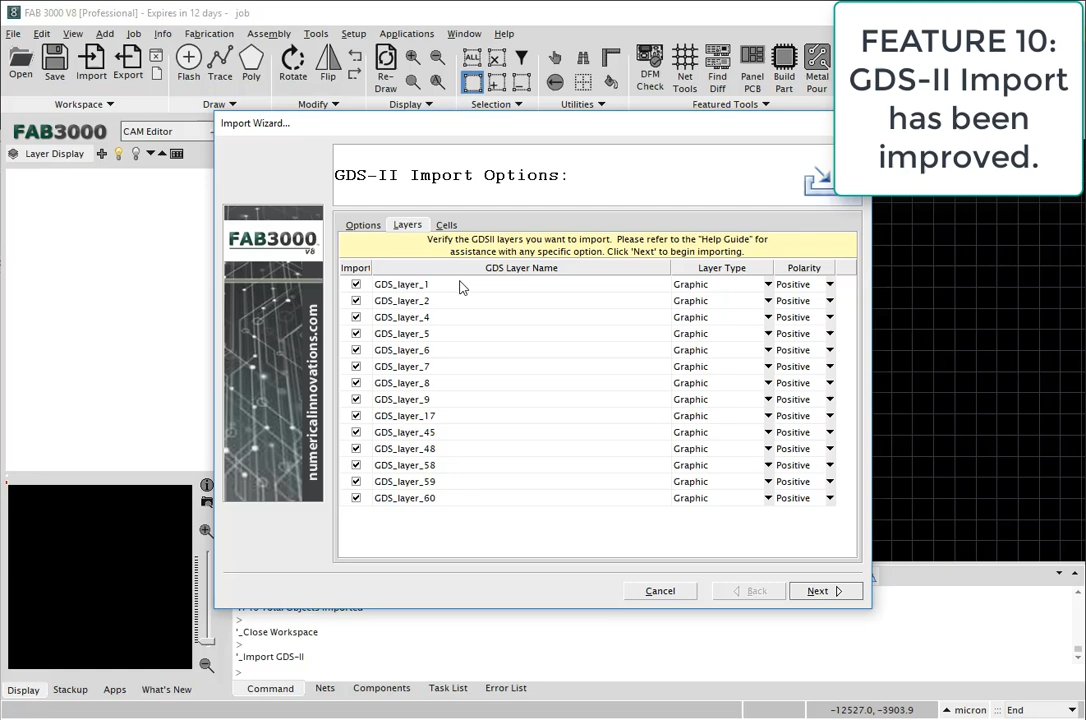 FAB 3000 V8 [Professional] - Expires in 12 days - job
File Edit View Add Job Info Fabrication Assembly Tools Setup Applications Window Help
Open Save Import Export Flash Trace Poly Rotate Flip Re-Draw ALL DFM Check Net Tools Find Diff Panel PCB Build Part Metal Pour
Workspace Draw Modify Display Selection Utilities Featured Tools
FEATURE 10:
GDS-II Import
has been
improved.
FAB3000 CAM Editor
Layer Display
Import Wizard...
GDS-II Import Options:
FAB3000
V8
numericalinnovations.com
Options Layers Cells
Verify the GDSII layers you want to import. Please refer to the "Help Guide" for
assistance with any specific option. Click 'Next' to begin importing.
Import GDS Layer Name Layer Type Polarity
GDS_layer_1 Graphic Positive
GDS_layer_2 Graphic Positive
GDS_layer_4 Graphic Positive
GDS_layer_5 Graphic Positive
GDS_layer_6 Graphic Positive
GDS_layer_7 Graphic Positive
GDS_layer_8 Graphic Positive
GDS_layer_9 Graphic Positive
GDS_layer_17 Graphic Positive
GDS_layer_45 Graphic Positive
GDS_layer_48 Graphic Positive
GDS_layer_58 Graphic Positive
GDS_layer_59 Graphic Positive
GDS_layer_60 Graphic Positive
Cancel Back Next
Total Objects Imported
>
'_Close Workspace
>
'_Import GDS-II
>
Display Stackup Apps What's New Command Nets Components Task List Error List
-12527.0, -3903.9 micron ::: End